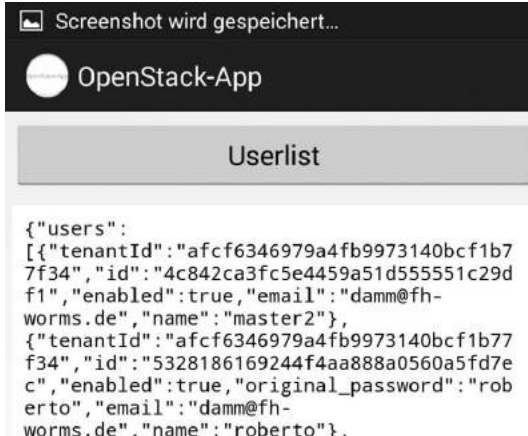 Screenshot wird gespeichert...
OpenStack-App
Userlist
{"users":
[{"tenantId":"afcf6346979a4fb9973140bcf1b7
7f34","id":"4c842ca3fc5e4459a51d555551c29d
f1","enabled":true,"email":"damm@fh-
worms.de","name":"master2"},
{"tenantId":"afcf6346979a4fb9973140bcf1b77
f34","id":"5328186169244f4aa888a0560a5fd7e
c","enabled":true,"original_password":"rob
erto","email":"damm@fh-
worms.de","name":"roberto"},